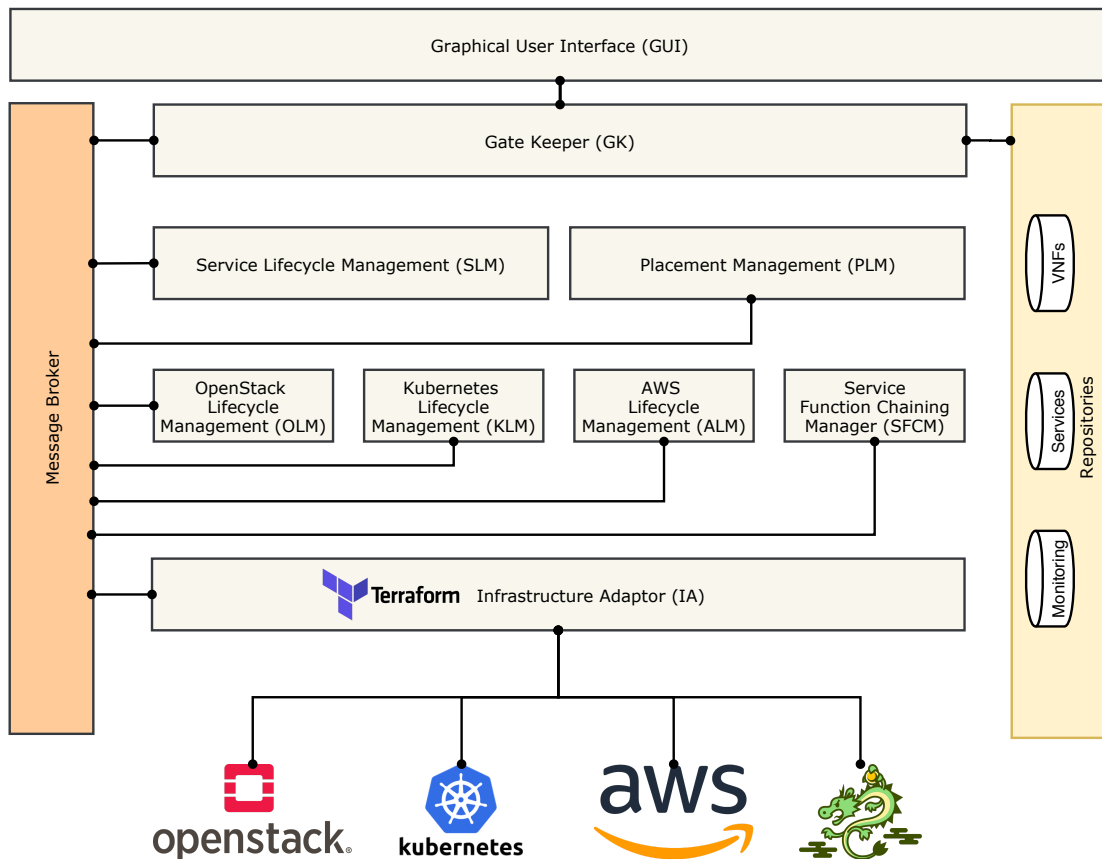 Graphical User Interface (GUI)
Gate Keeper (GK)
Service Lifecycle Management (SLM)
Placement Management (PLM)
VNFs
Message Broker
OpenStack
Lifecycle
Management (OLM)
Kubernetes
Lifecycle
Management (KLM)
AWS
Lifecycle
Management (ALM)
Service
Function Chaining
Manager (SFCM)
Services
Repositories
Monitoring
Terraform Infrastructure Adaptor (IA)
openstack.
kubernetes
aws